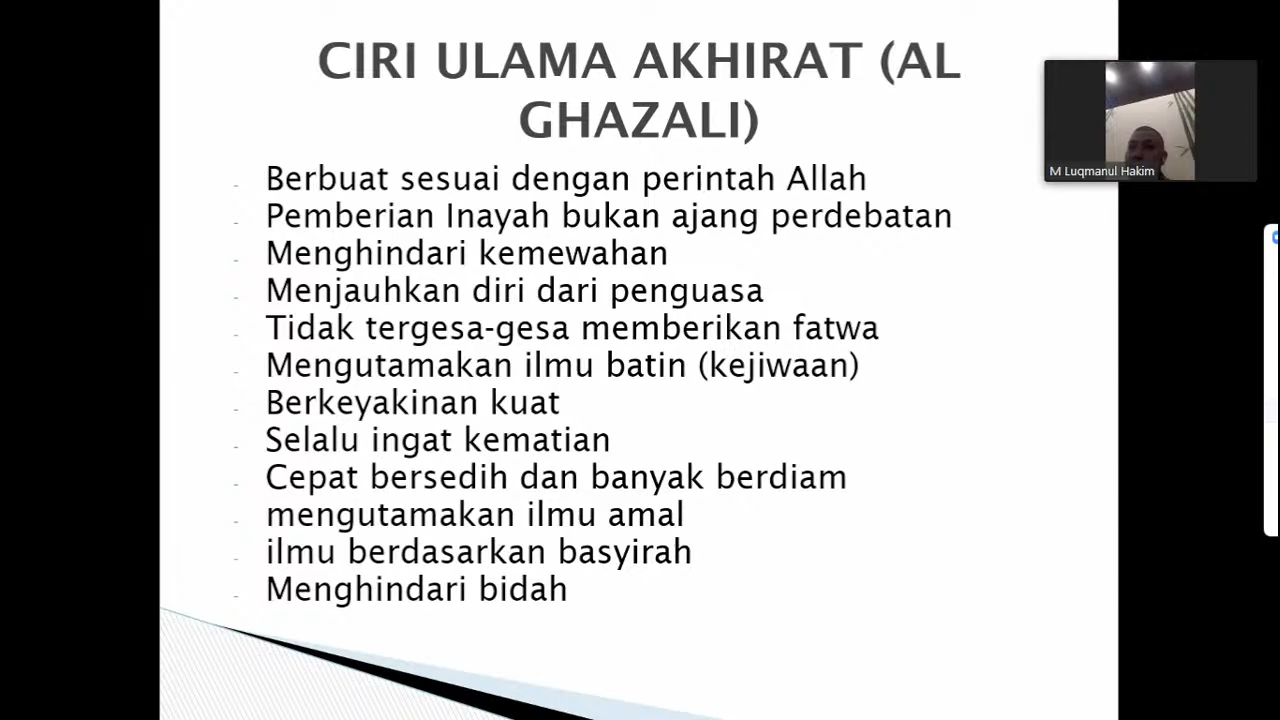 CIRI ULAMA AKHIRAT (AL
GHAZALI)
- Berbuat sesuai dengan perintah Allah
- Pemberian Inayah bukan ajang perdebatan
- Menghindari kemewahan
- Menjauhkan diri dari penguasa
- Tidak tergesa-gesa memberikan fatwa
- Mengutamakan ilmu batin (kejiwaan)
- Berkeyakinan kuat
- Selalu ingat kematian
- Cepat bersedih dan banyak berdiam
- mengutamakan ilmu amal
- ilmu berdasarkan basyirah
- Menghindari bidah
M Luqmanul Hakim